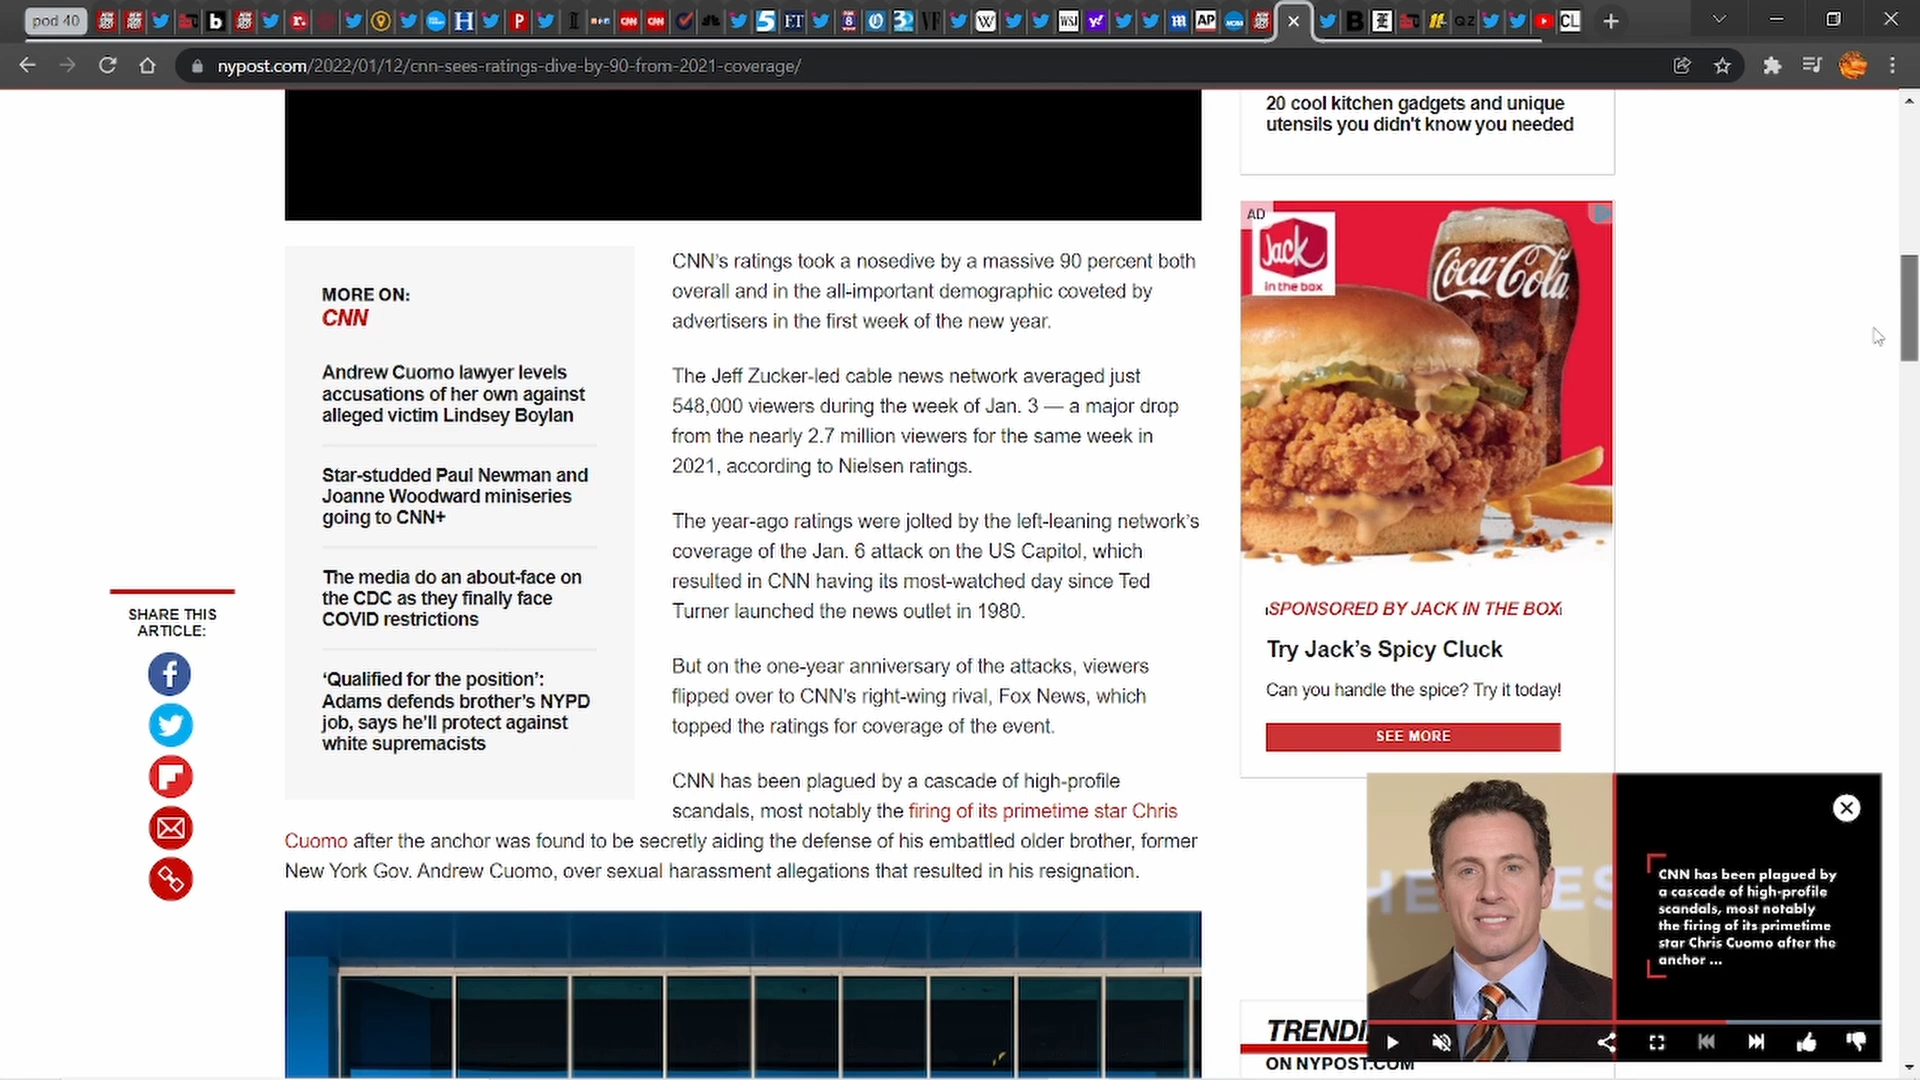 pod 40
nypost.com/2022/01/12/cnn-sees-ratings-dive-by-90-from-2021-coverage/
20 cool kitchen gadgets and unique
utensils you didn't know you needed
MORE ON:
CNN
Andrew Cuomo lawyer levels
accusations of her own against
alleged victim Lindsey Boylan
Star-studded Paul Newman and
Joanne Woodward miniseries
going to CNN+
The media do an about-face on
the CDC as they finally face
COVID restrictions
‘Qualified for the position’:
Adams defends brother's NYPD
job, says he'll protect against
white supremacists
SHARE THIS
ARTICLE:
CNN’s ratings took a nosedive by a massive 90 percent both
overall and in the all-important demographic coveted by
advertisers in the first week of the new year.
The Jeff Zucker-led cable news network averaged just
548,000 viewers during the week of Jan. 3 — a major drop
from the nearly 2.7 million viewers for the same week in
2021, according to Nielsen ratings.
The year-ago ratings were jolted by the left-leaning network’s
coverage of the Jan. 6 attack on the US Capitol, which
resulted in CNN having its most-watched day since Ted
Turner launched the news outlet in 1980.
But on the one-year anniversary of the attacks, viewers
flipped over to CNN’s right-wing rival, Fox News, which
topped the ratings for coverage of the event.
CNN has been plagued by a cascade of high-profile
scandals, most notably the firing of its primetime star Chris
Cuomo after the anchor was found to be secretly aiding the defense of his embattled older brother, former
New York Gov. Andrew Cuomo, over sexual harassment allegations that resulted in his resignation.
AD
Jack
in the box
Coca-Cola
SPONSORED BY JACK IN THE BOX
Try Jack’s Spicy Cluck
Can you handle the spice? Try it today!
SEE MORE
CNN has been plagued by
a cascade of high-profile
scandals, most notably
the firing of its primetime
star Chris Cuomo after the
anchor ...
ON NYPOST.COM